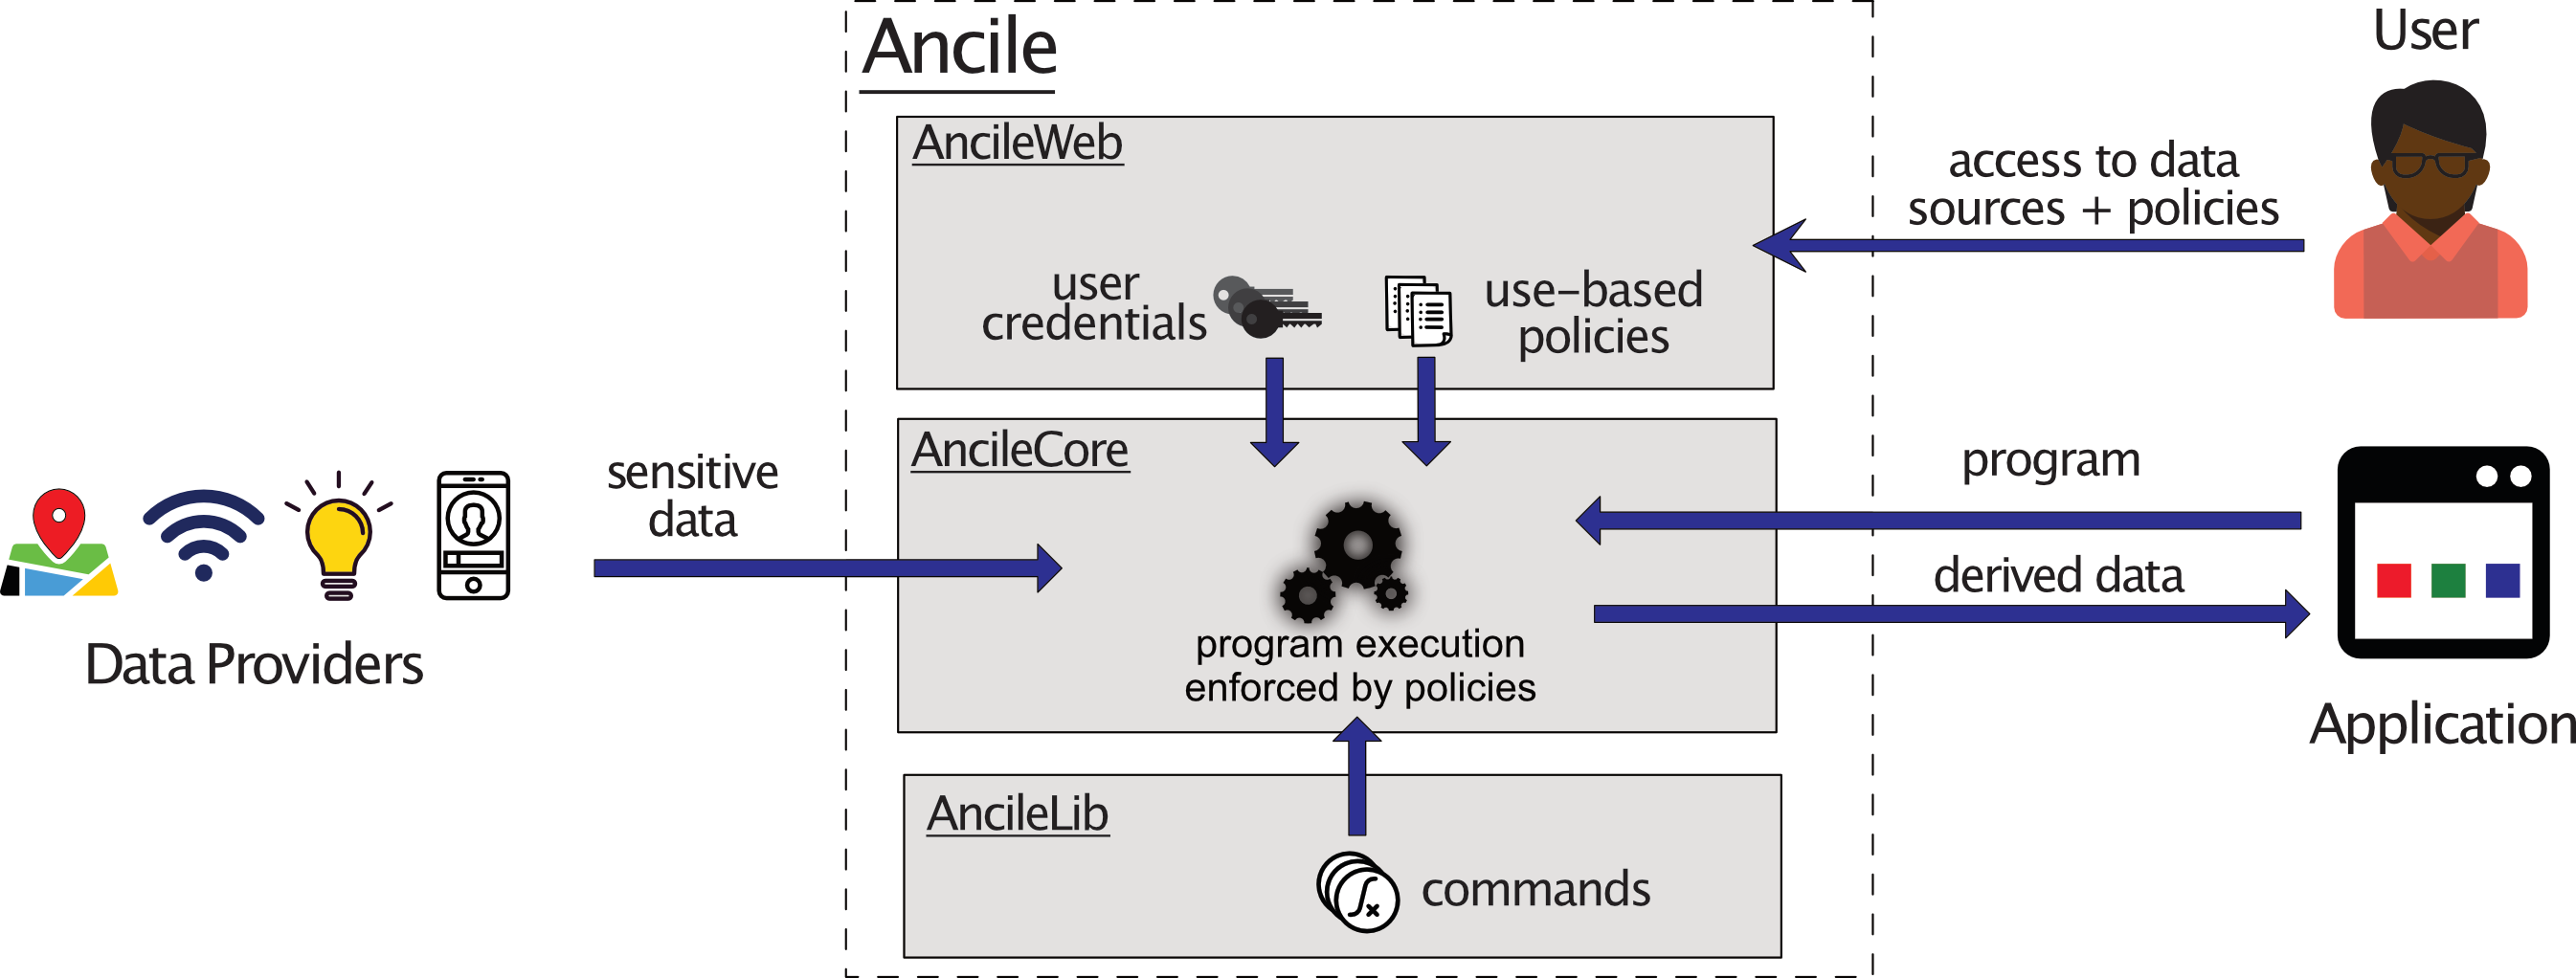 Ancile
User
AncileWeb
access to data
sources + policies
user
credentials
use-based
policies
AncileCore
sensitive
data
program
derived data
program execution
enforced by policies
Data Providers
Application
AncileLib
commands